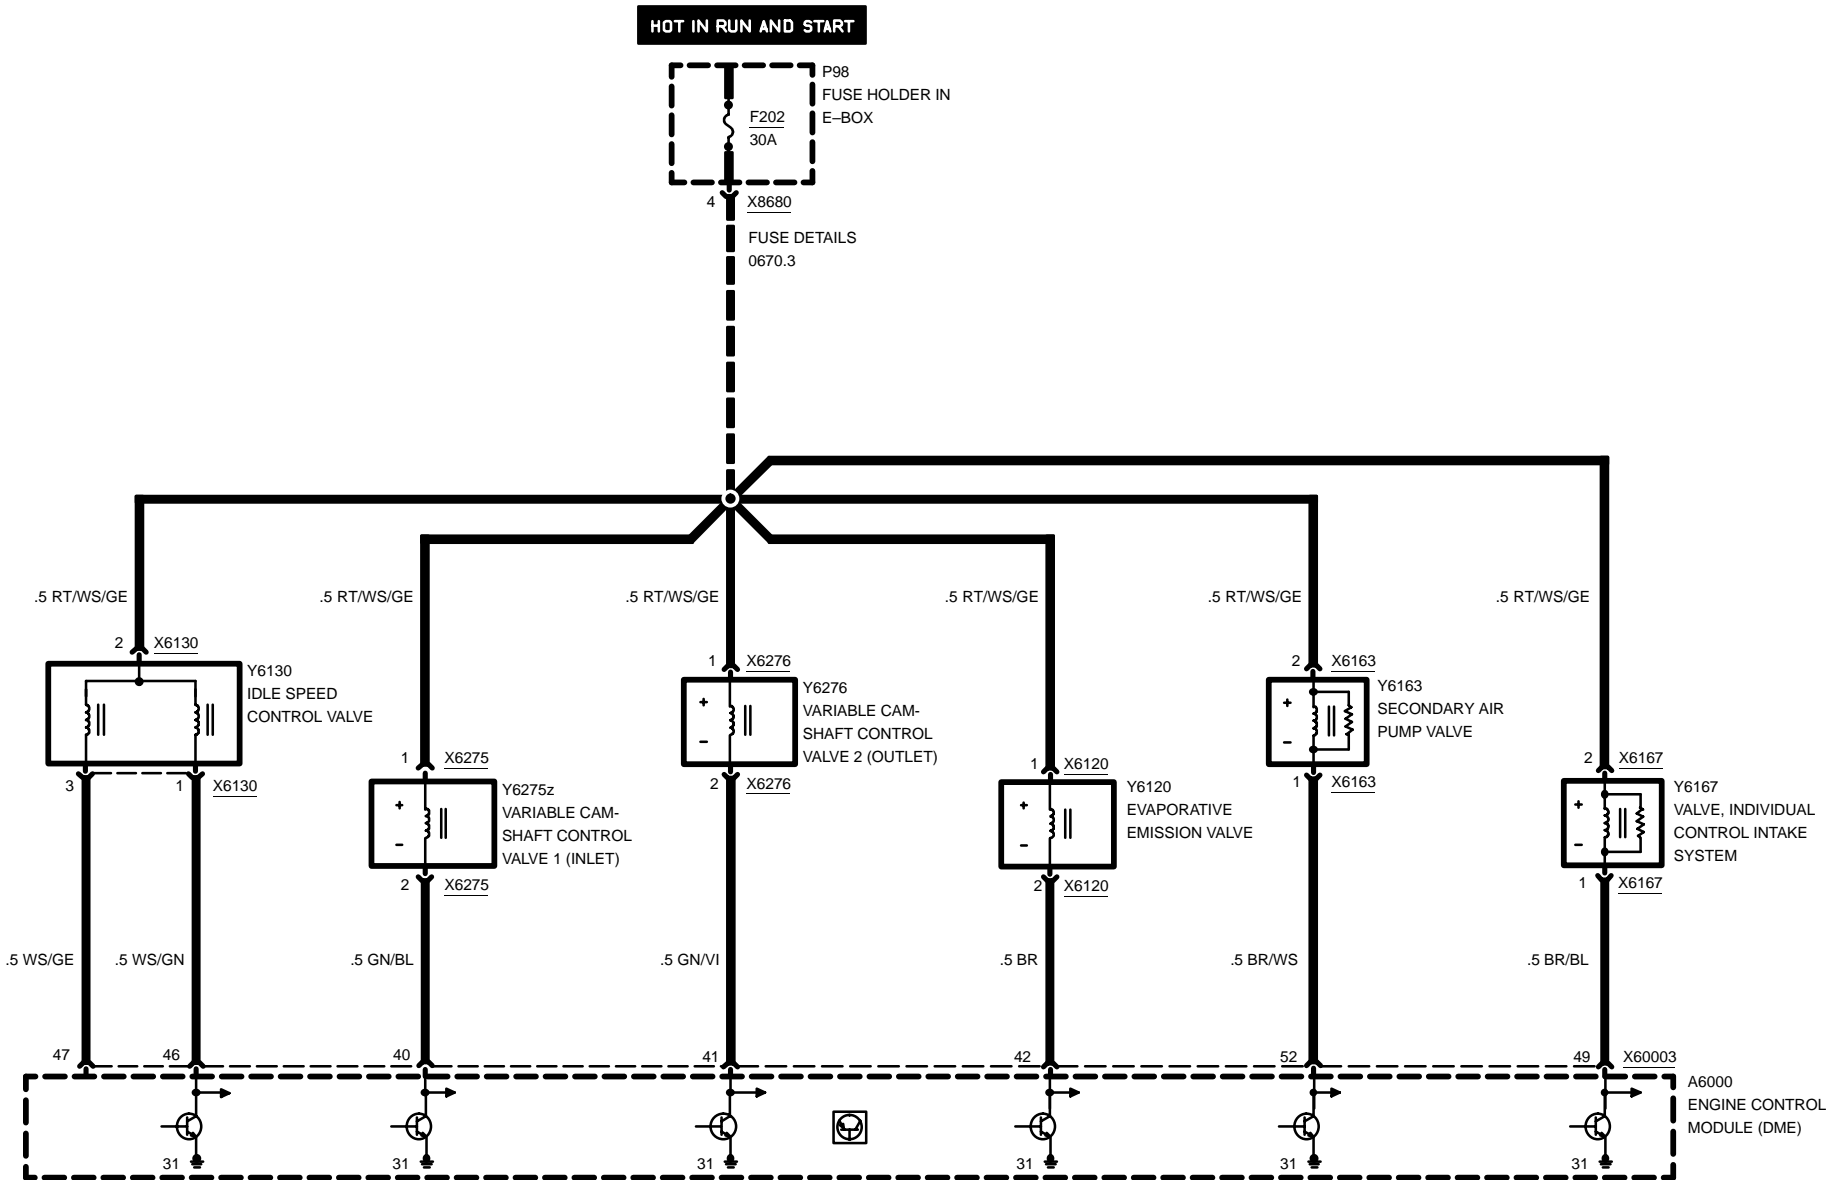 HOT IN RUN AND START
P98
FUSE HOLDER IN
E–BOX
F202
30A
4 X8680
FUSE DETAILS
0670.3
.5 RT/WS/GE .5 RT/WS/GE .5 RT/WS/GE .5 RT/WS/GE .5 RT/WS/GE .5 RT/WS/GE
2 X6130
Y6130
IDLE SPEED
CONTROL VALVE
3 1 X6130
1 X6275
+
–
Y6275z
VARIABLE CAM-
SHAFT CONTROL
VALVE 1 (INLET)
2 X6275
1 X6276
+
–
Y6276
VARIABLE CAM-
SHAFT CONTROL
VALVE 2 (OUTLET)
2 X6276
1 X6120
+
–
Y6120
EVAPORATIVE
EMISSION VALVE
2 X6120
2 X6163
+
–
Y6163
SECONDARY AIR
PUMP VALVE
1 X6163
2 X6167
+
–
Y6167
VALVE, INDIVIDUAL
CONTROL INTAKE
SYSTEM
1 X6167
.5 WS/GE .5 WS/GN .5 GN/BL .5 GN/VI .5 BR .5 BR/WS .5 BR/BL
47 46 40 41 42 52 49 X60003
A6000
ENGINE CONTROL
MODULE (DME)
31 31 31 31 31 31